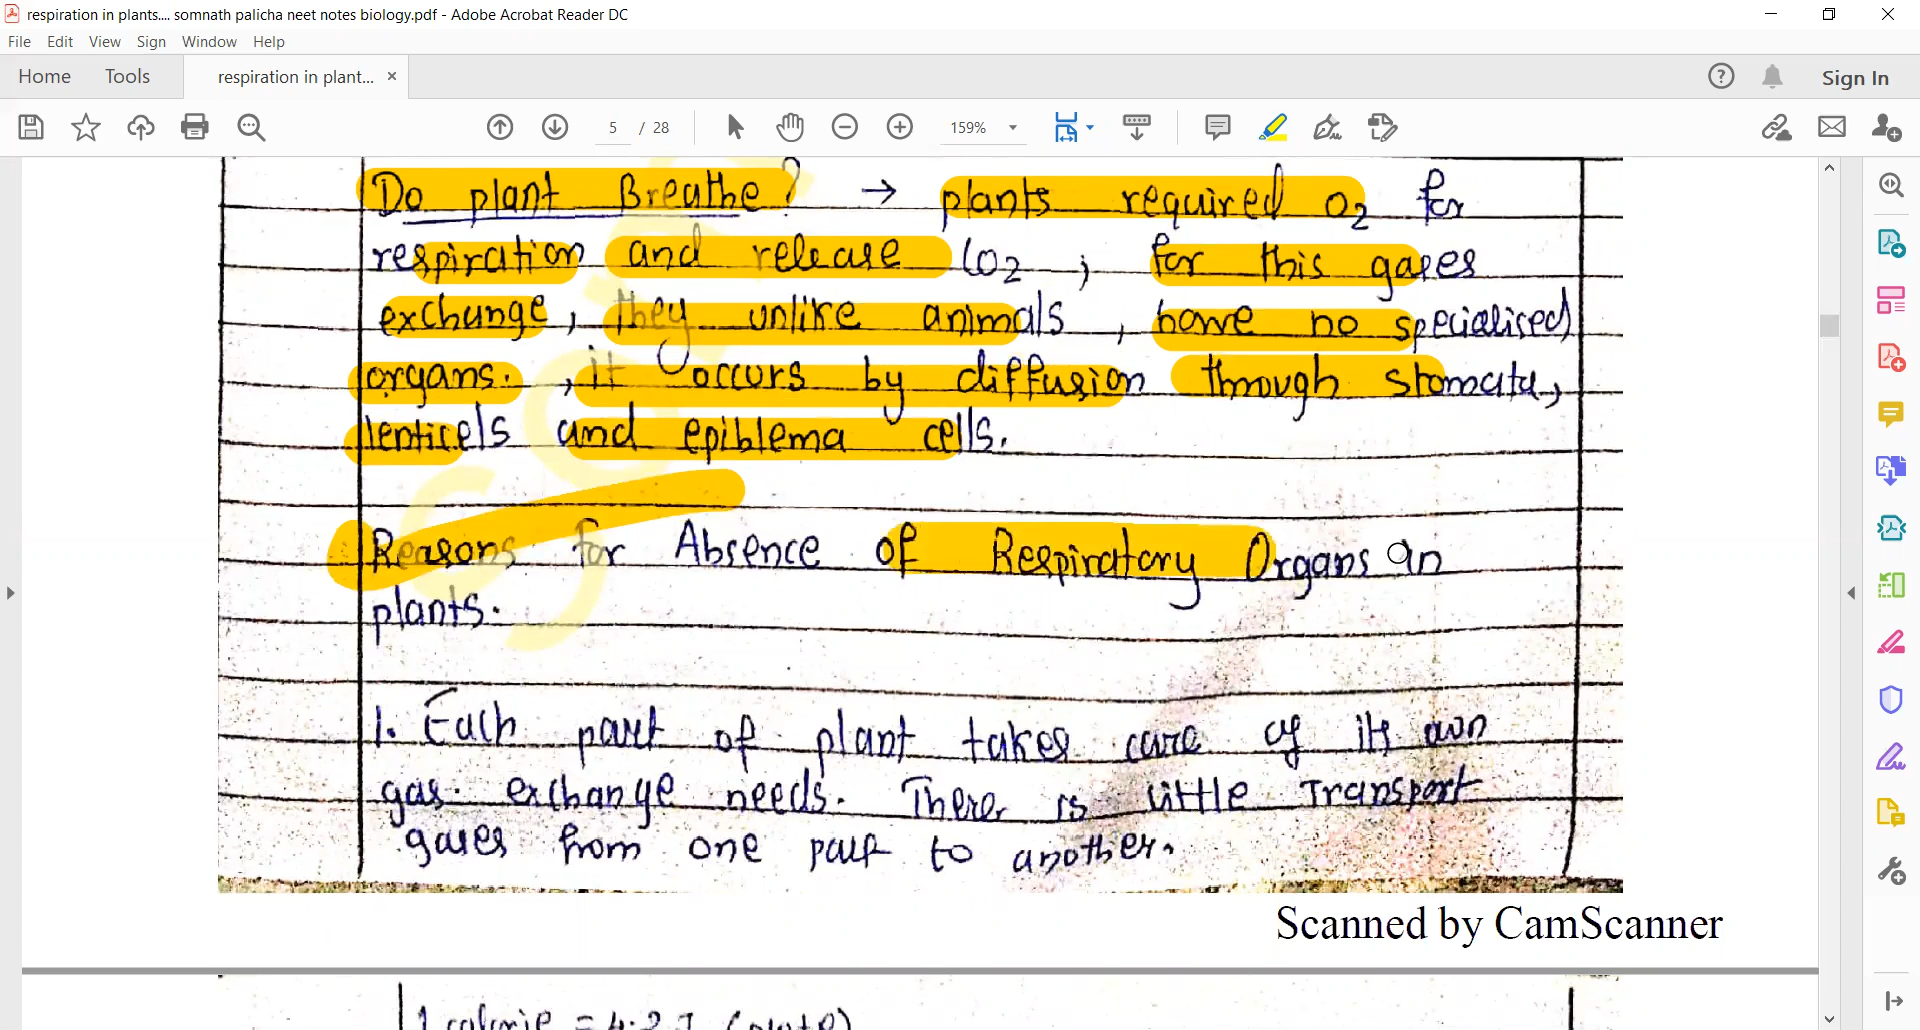 respiration in plants.... somnath palicha neet notes biology.pdf - Adobe Acrobat Reader DC
File Edit View Sign Window Help
Home Tools respiration in plant... × Sign In
5 / 28 159%
Do plant Breathe? → plants required O2 for
respiration and release CO2, for this gases
exchange, they unlike animals, have no specialised
organs. , it occurs by diffusion through stomata,
lenticels and epiblema cells.
Reasons for Absence of Respiratory Organs in
plants.
1. Each part of plant takes care of its own
gas. exchange needs. There is little Transport
gases from one part to another.
Scanned by CamScanner
1 calorie = 4.2 J